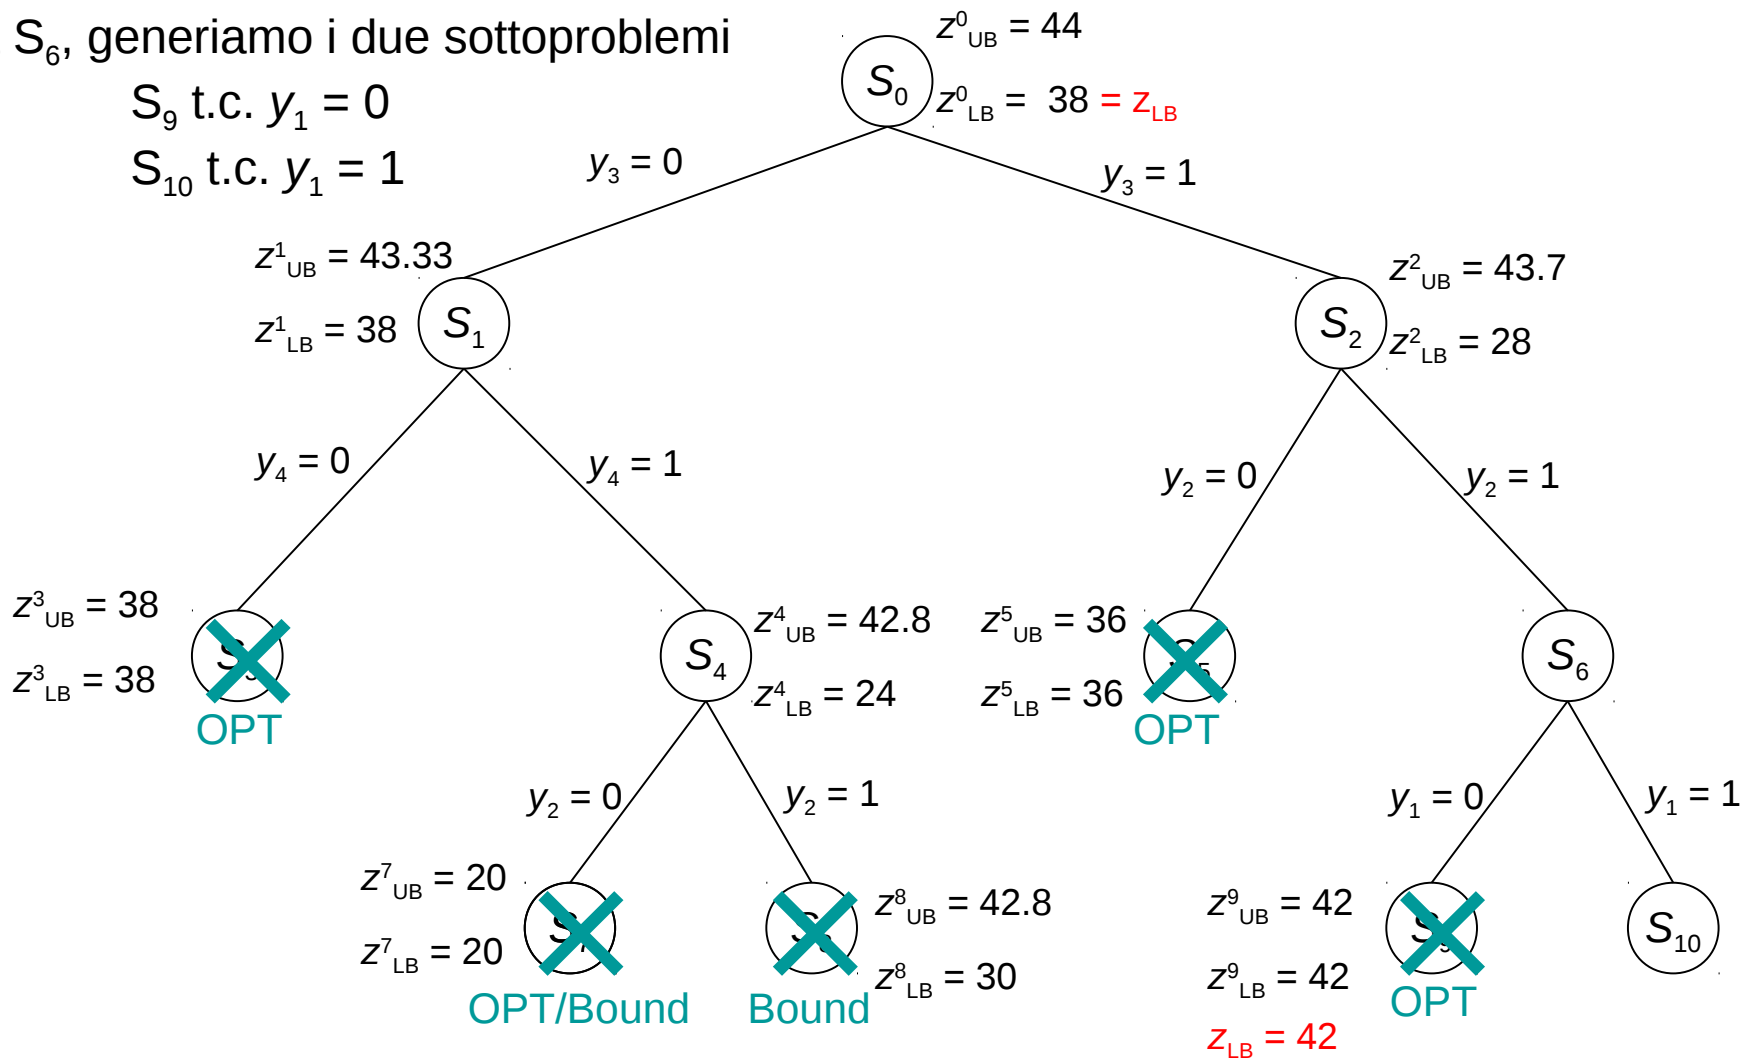 S6, generiamo i due sottoproblemi
S9 t.c. y1 = 0
S10 t.c. y1 = 1
z0UB = 44
S0
z0LB = 38 = zLB
y3 = 0
y3 = 1
z1UB = 43.33
z1LB = 38
S1
z2UB = 43.7
S2
z2LB = 28
y4 = 0
y4 = 1
y2 = 0
y2 = 1
z3UB = 38
z3LB = 38
OPT
S4
z4UB = 42.8
z4LB = 24
z5UB = 36
z5LB = 36
OPT
S6
y2 = 0
y2 = 1
y1 = 0
y1 = 1
z7UB = 20
z7LB = 20
OPT/Bound
z8UB = 42.8
z8LB = 30
Bound
z9UB = 42
z9LB = 42
zLB = 42
OPT
S10